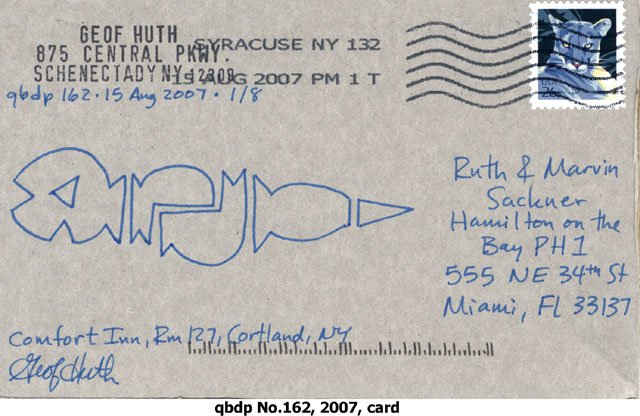 GEOF HUTH
875 CENTRAL PKWY.
SCHENECTADY NY 12309
SYRACUSE NY 132
15 AUG 2007 PM 1 T
qbdp 162 · 15 Aug 2007 · 1/8
USA
26c
Ruth & Marvin
Sackner
Hamilton on the
Bay PH1
555 NE 34th St
Miami, FL 33137
Comfort Inn, Rm 127, Cortland, NY
Geof Huth
qbdp No.162, 2007, card